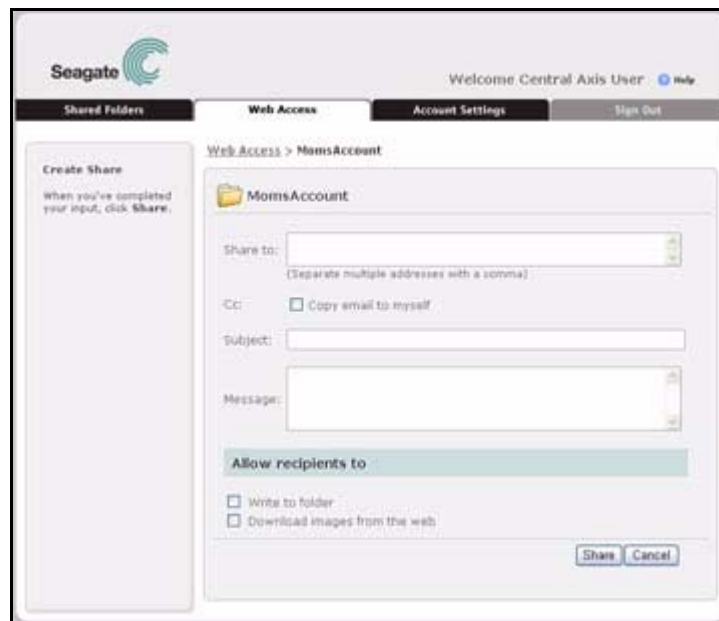 Seagate
Welcome Central Axis User ? Help
Shared Folders Web Access Account Settings Sign Out
Web Access > MomsAccount
Create Share
When you've completed
your input, click Share.
MomsAccount
Share to:
(Separate multiple addresses with a comma)
Cc: Copy email to myself
Subject:
Message:
Allow recipients to
Write to folder
Download images from the web
Share Cancel